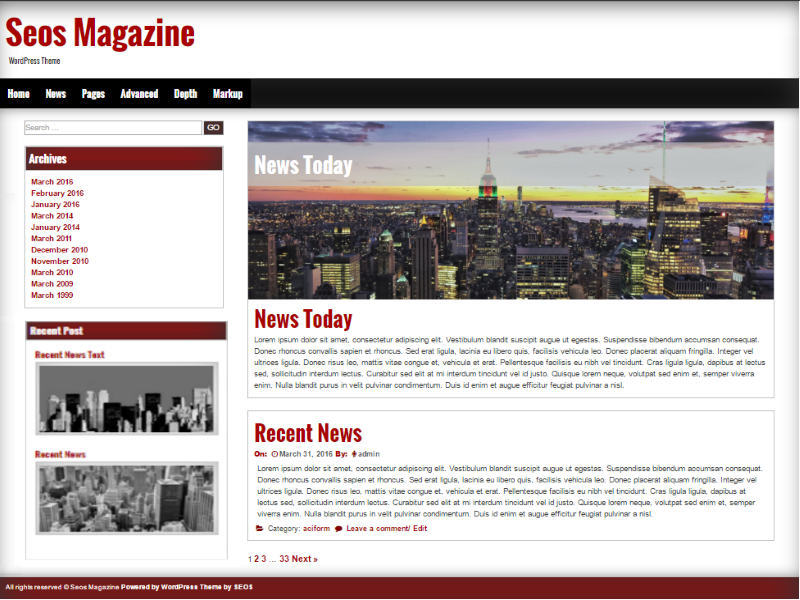 Seos Magazine
WordPress Theme
Home News Pages Advanced Depth Markup
Search ... GO
Archives
March 2016
February 2016
January 2016
March 2014
January 2014
March 2011
December 2010
November 2010
March 2010
March 2009
March 1999
Recent Post
Recent News Text
Recent News
News Today
News Today
Lorem ipsum dolor sit amet, consectetur adipiscing elit. Vestibulum blandit suscipit augue ut egestas. Suspendisse bibendum accumsan consequat.
Donec rhoncus convallis sapien et rhoncus. Sed erat ligula, lacinia eu libero quis, facilisis vehicula leo. Donec placerat aliquam fringilla. Integer vel
ultrices ligula. Donec risus leo, mattis vitae congue et, vehicula et erat. Pellentesque facilisis eu nibh vel tincidunt. Cras ligula ligula, dapibus at lectus
sed, sollicitudin interdum lectus. Curabitur sed elit at mi interdum tincidunt vel id justo. Quisque lorem neque, volutpat sed enim et, semper viverra
enim. Nulla blandit purus in velit pulvinar condimentum. Duis id enim et augue efficitur feugiat pulvinar a nisl.
Recent News
On: March 31, 2016 By: admin
Lorem ipsum dolor sit amet, consectetur adipiscing elit. Vestibulum blandit suscipit augue ut egestas. Suspendisse bibendum accumsan consequat.
Donec rhoncus convallis sapien et rhoncus. Sed erat ligula, lacinia eu libero quis, facilisis vehicula leo. Donec placerat aliquam fringilla. Integer vel
ultrices ligula. Donec risus leo, mattis vitae congue et, vehicula et erat. Pellentesque facilisis eu nibh vel tincidunt. Cras ligula ligula, dapibus at
lectus sed, sollicitudin interdum lectus. Curabitur sed elit at mi interdum tincidunt vel id justo. Quisque lorem neque, volutpat sed enim et, semper
viverra enim. Nulla blandit purus in velit pulvinar condimentum. Duis id enim et augue efficitur feugiat pulvinar a nisl.
Category: aciform Leave a comment/ Edit
1 2 3 ... 33 Next »
All rights reserved © Seos Magazine Powered by WordPress Theme by SEOS